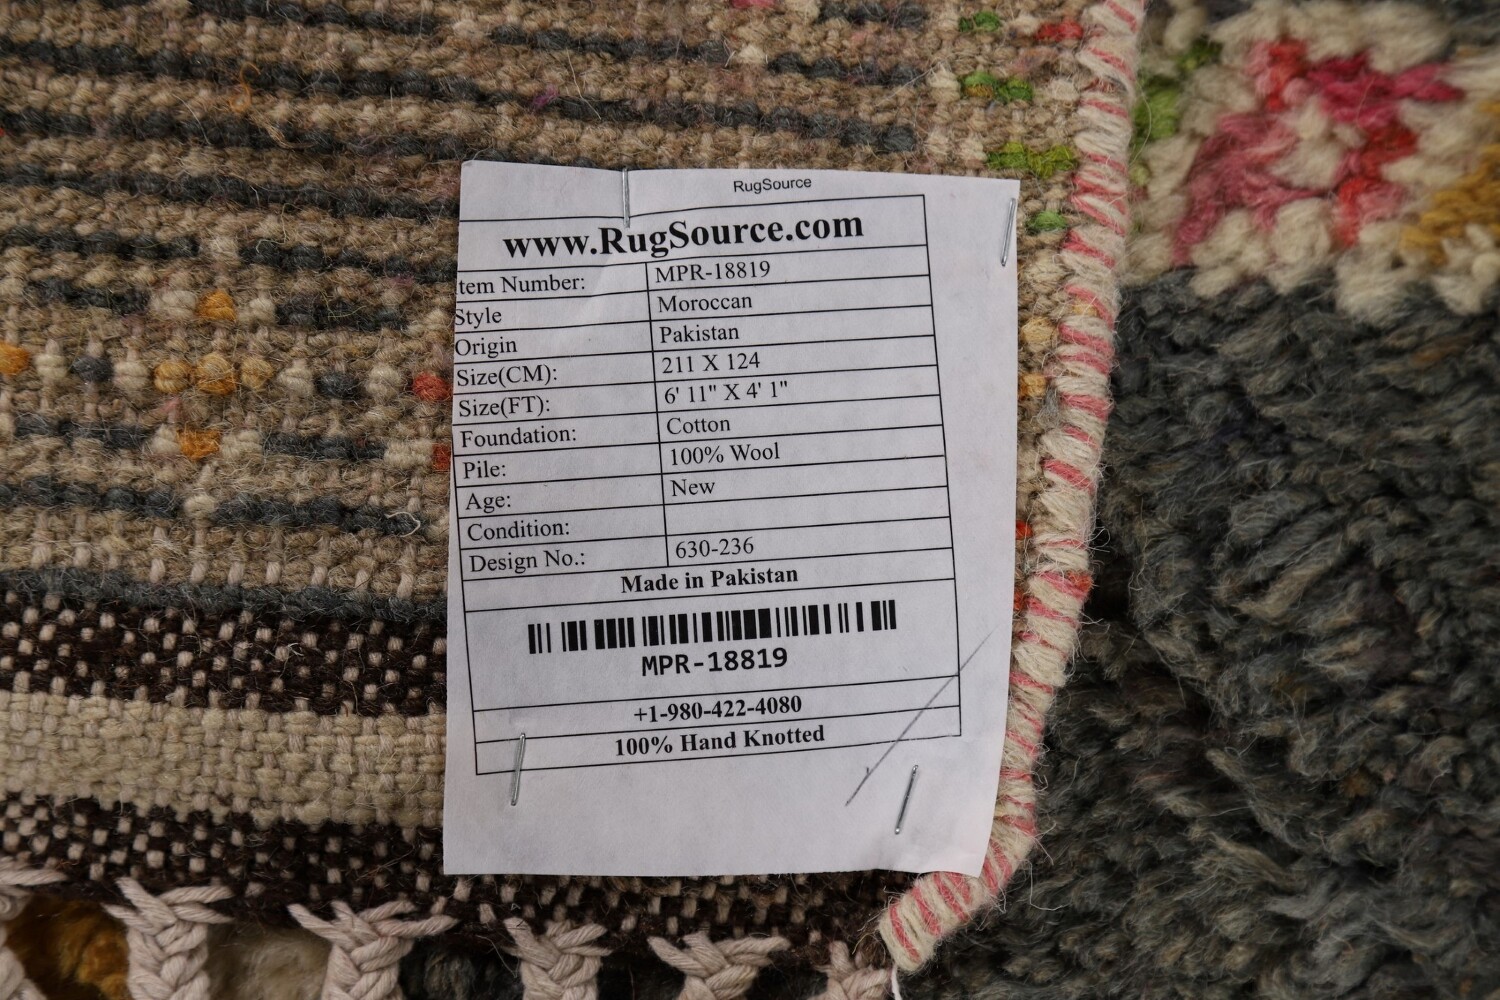 RugSource
www.RugSource.com
Item Number: MPR-18819
Style Moroccan
Origin Pakistan
Size(CM): 211 X 124
Size(FT): 6' 11" X 4' 1"
Foundation: Cotton
Pile: 100% Wool
Age: New
Condition:
Design No.: 630-236
Made in Pakistan
MPR-18819
+1-980-422-4080
100% Hand Knotted